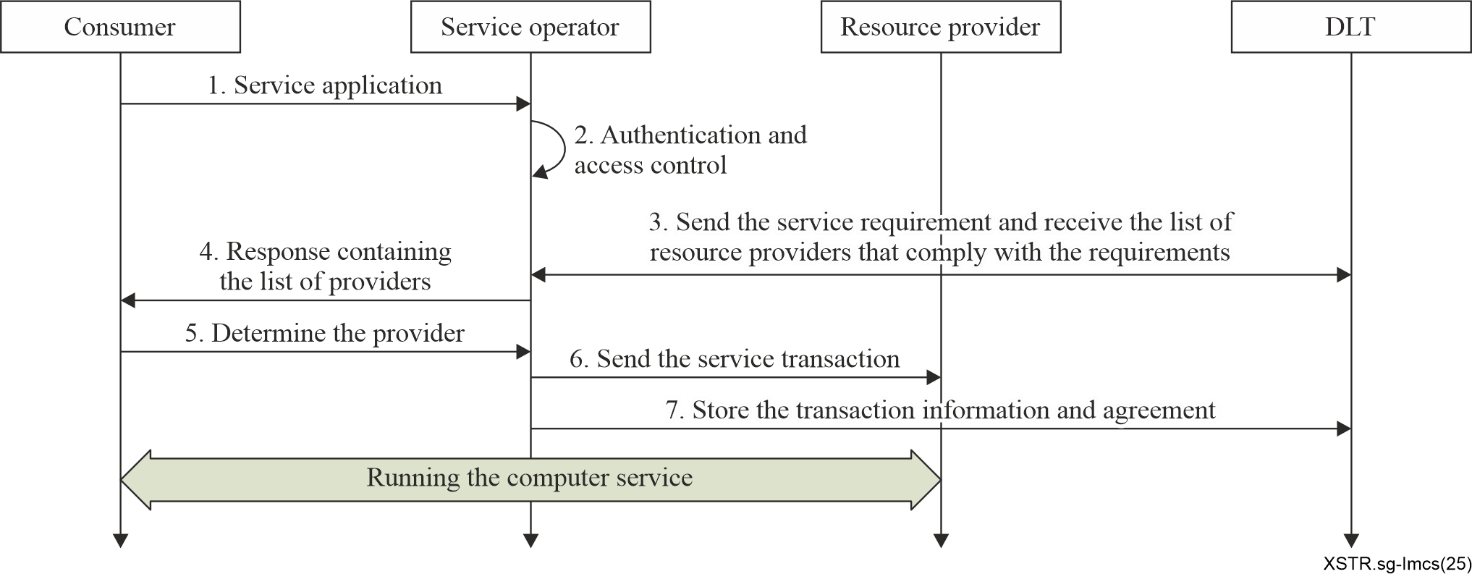 Consumer
Service operator
Resource provider
DLT
1. Service application
2. Authentication and
access control
3. Send the service requirement and receive the list of
resource providers that comply with the requirements
4. Response containing
the list of providers
5. Determine the provider
6. Send the service transaction
7. Store the transaction information and agreement
Running the computer service
XSTR.sg-lmcs(25)